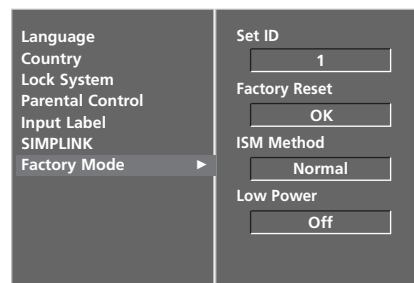 Language
Country
Lock System
Parental Control
Input Label
SIMPLINK
Factory Mode ►
Set ID
1
Factory Reset
OK
ISM Method
Normal
Low Power
Off